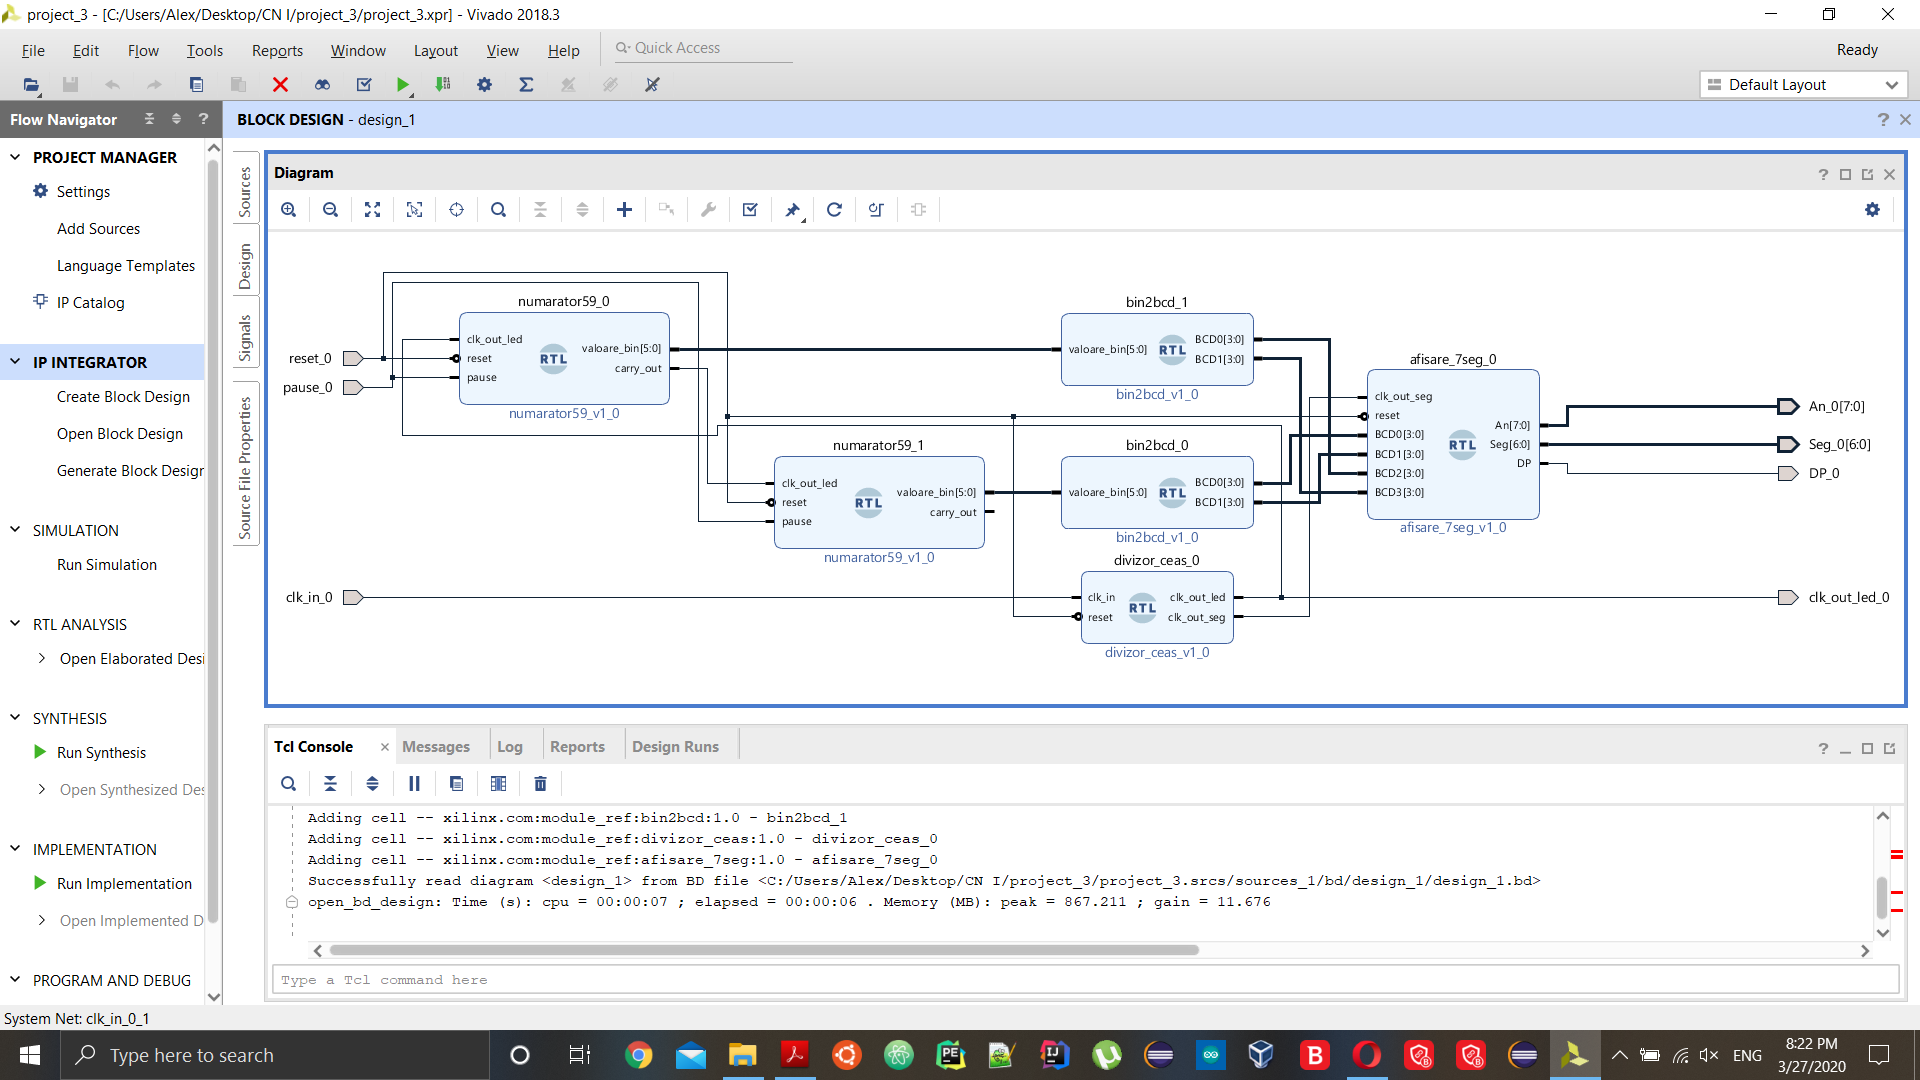 project_3 - [C:/Users/Alex/Desktop/CN I/project_3/project_3.xpr] - Vivado 2018.3
File Edit Flow Tools Reports Window Layout View Help Quick Access Ready
Default Layout
Flow Navigator ?
BLOCK DESIGN - design_1 ?
PROJECT MANAGER
Settings
Add Sources
Language Templates
IP Catalog
IP INTEGRATOR
Create Block Design
Open Block Design
Generate Block Design
SIMULATION
Run Simulation
RTL ANALYSIS
Open Elaborated Desi
SYNTHESIS
Run Synthesis
Open Synthesized Des
IMPLEMENTATION
Run Implementation
Open Implemented D
PROGRAM AND DEBUG
Sources
Design
Signals
Source File Properties
Diagram ?
reset_0
pause_0
clk_in_0
numarator59_0
clk_out_led
reset
pause
RTL
valoare_bin[5:0]
carry_out
numarator59_v1_0
numarator59_1
clk_out_led
reset
pause
RTL
valoare_bin[5:0]
carry_out
numarator59_v1_0
bin2bcd_1
valoare_bin[5:0]
RTL
BCD0[3:0]
BCD1[3:0]
bin2bcd_v1_0
bin2bcd_0
valoare_bin[5:0]
RTL
BCD0[3:0]
BCD1[3:0]
bin2bcd_v1_0
divizor_ceas_0
clk_in
reset
RTL
clk_out_led
clk_out_seg
divizor_ceas_v1_0
afisare_7seg_0
clk_out_seg
reset
BCD0[3:0]
BCD1[3:0]
BCD2[3:0]
BCD3[3:0]
RTL
An[7:0]
Seg[6:0]
DP
afisare_7seg_v1_0
An_0[7:0]
Seg_0[6:0]
DP_0
clk_out_led_0
Tcl Console Messages Log Reports Design Runs ?
Adding cell -- xilinx.com:module_ref:bin2bcd:1.0 - bin2bcd_1
Adding cell -- xilinx.com:module_ref:divizor_ceas:1.0 - divizor_ceas_0
Adding cell -- xilinx.com:module_ref:afisare_7seg:1.0 - afisare_7seg_0
Successfully read diagram <design_1> from BD file <C:/Users/Alex/Desktop/CN I/project_3/project_3.srcs/sources_1/bd/design_1/design_1.bd>
open_bd_design: Time (s): cpu = 00:00:07 ; elapsed = 00:00:06 . Memory (MB): peak = 867.211 ; gain = 11.676
Type a Tcl command here
System Net: clk_in_0_1
Type here to search
PE
IJ
B
ENG
8:22 PM
3/27/2020